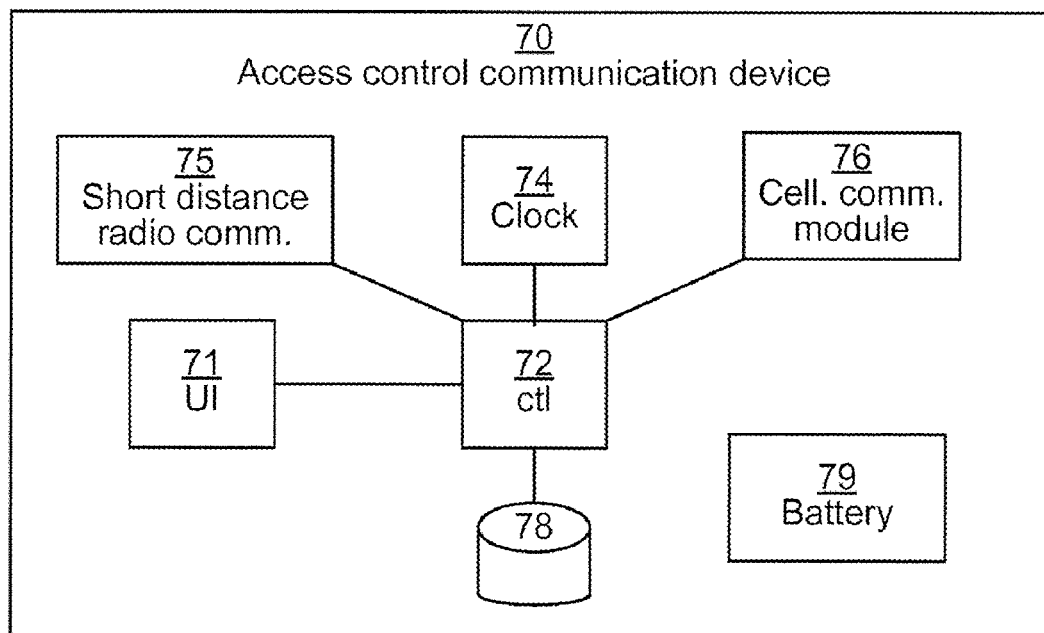 70
Access control communication device
75
Short distance
radio comm.
74
Clock
76
Cell. comm.
module
71
UI
72
ctl
78
79
Battery